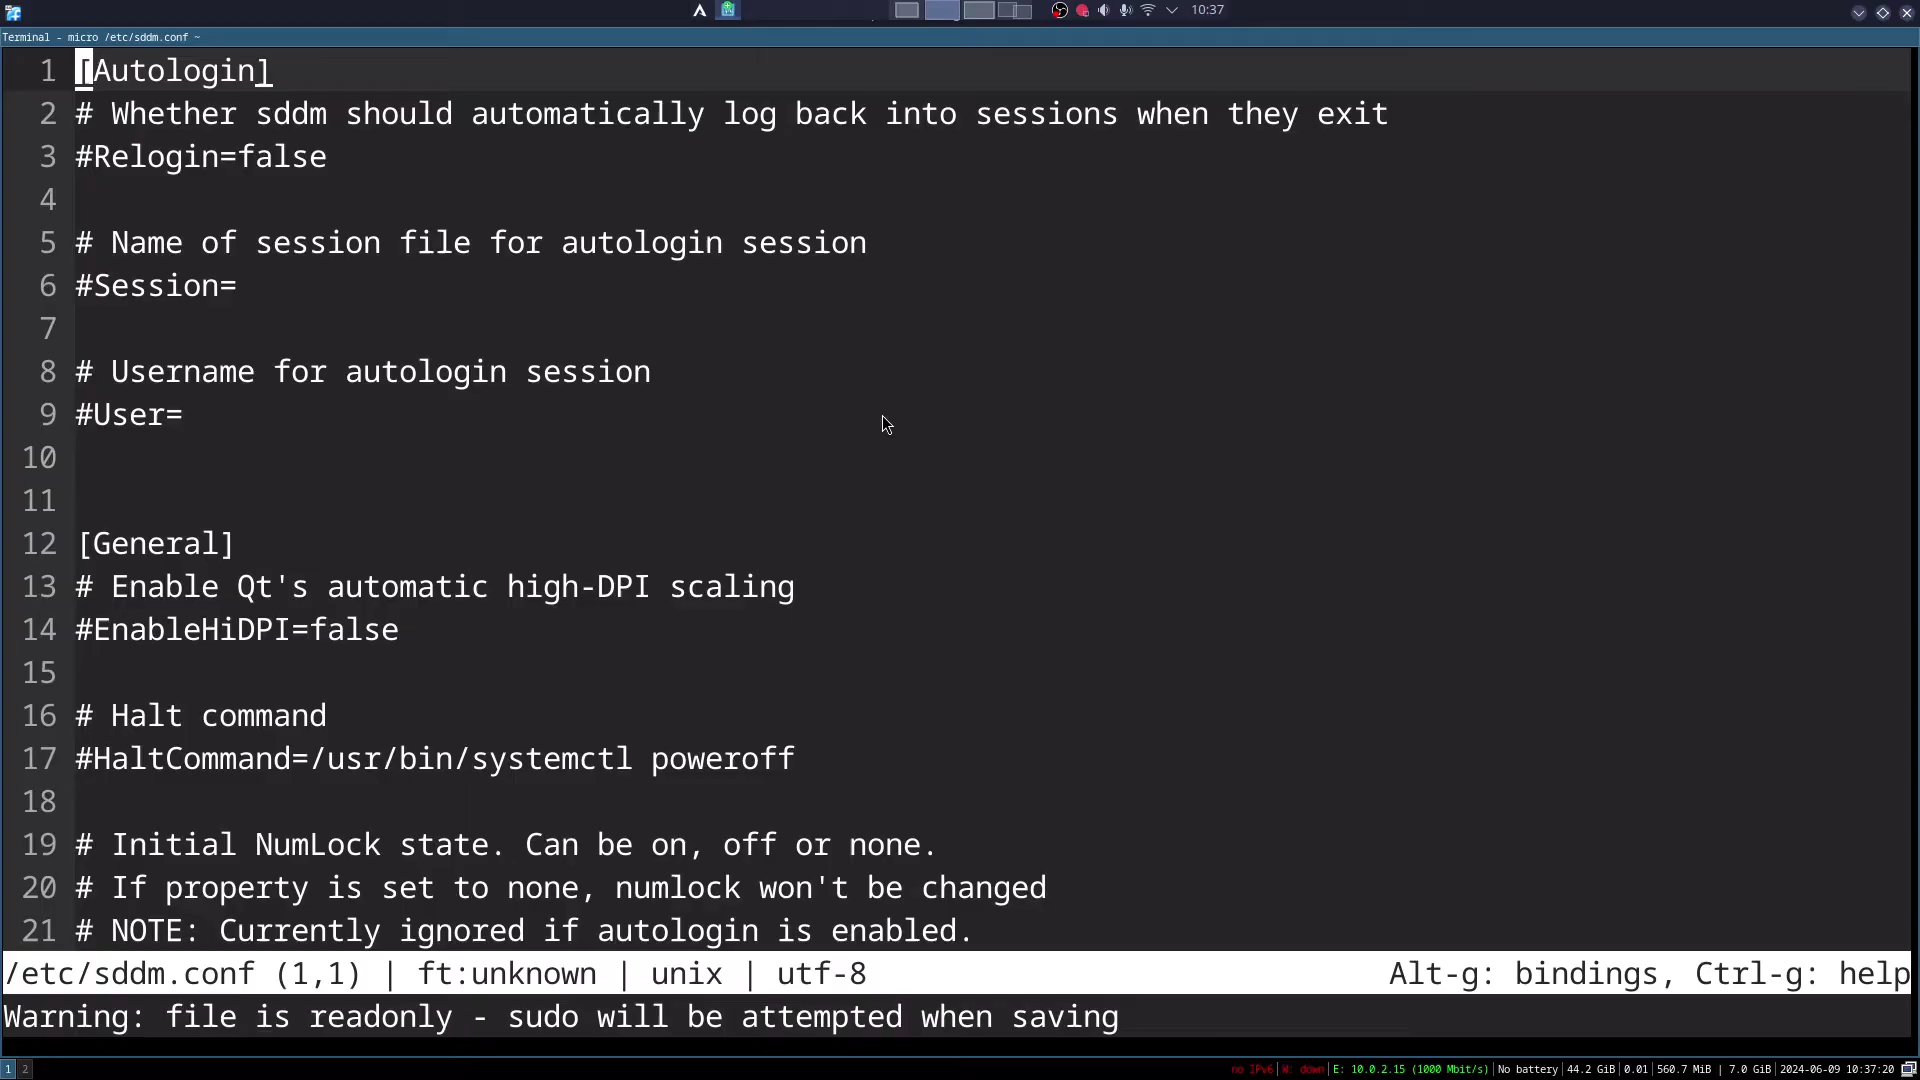 10:37
Terminal - micro /etc/sddm.conf ~
1 [Autologin]
2 # Whether sddm should automatically log back into sessions when they exit
3 #Relogin=false
4
5 # Name of session file for autologin session
6 #Session=
7
8 # Username for autologin session
9 #User=
10
11
12 [General]
13 # Enable Qt's automatic high-DPI scaling
14 #EnableHiDPI=false
15
16 # Halt command
17 #HaltCommand=/usr/bin/systemctl poweroff
18
19 # Initial NumLock state. Can be on, off or none.
20 # If property is set to none, numlock won't be changed
21 # NOTE: Currently ignored if autologin is enabled.
/etc/sddm.conf (1,1) | ft:unknown | unix | utf-8 Alt-g: bindings, Ctrl-g: help
Warning: file is readonly - sudo will be attempted when saving
1 2 no IPv6| W: down| E: 10.0.2.15 (1000 Mbit/s)| No battery| 44.2 GiB| 0.01| 560.7 MiB | 7.0 GiB| 2024-06-09 10:37:20